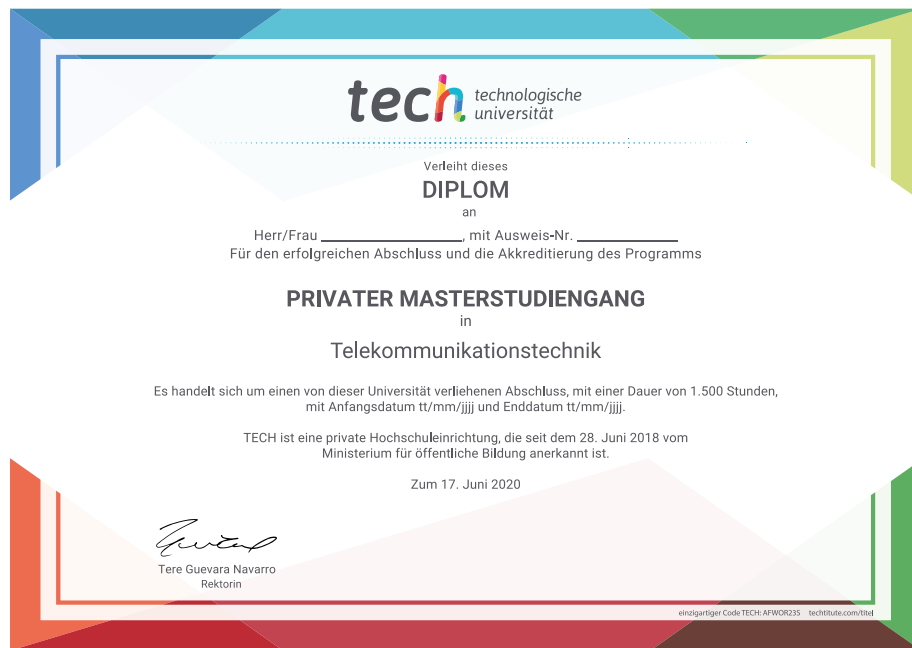 tech technologische
universität
Verleiht dieses
DIPLOM
an
Herr/Frau ____________________, mit Ausweis-Nr. ______________
Für den erfolgreichen Abschluss und die Akkreditierung des Programms
PRIVATER MASTERSTUDIENGANG
in
Telekommunikationstechnik
Es handelt sich um einen von dieser Universität verliehenen Abschluss, mit einer Dauer von 1.500 Stunden,
mit Anfangsdatum tt/mm/jjjj und Enddatum tt/mm/jjjj.
TECH ist eine private Hochschuleinrichtung, die seit dem 28. Juni 2018 vom
Ministerium für öffentliche Bildung anerkannt ist.
Zum 17. Juni 2020
Tere Guevara Navarro
Rektorin
einzigartiger Code TECH: AFWOR23S techtitute.com/titel